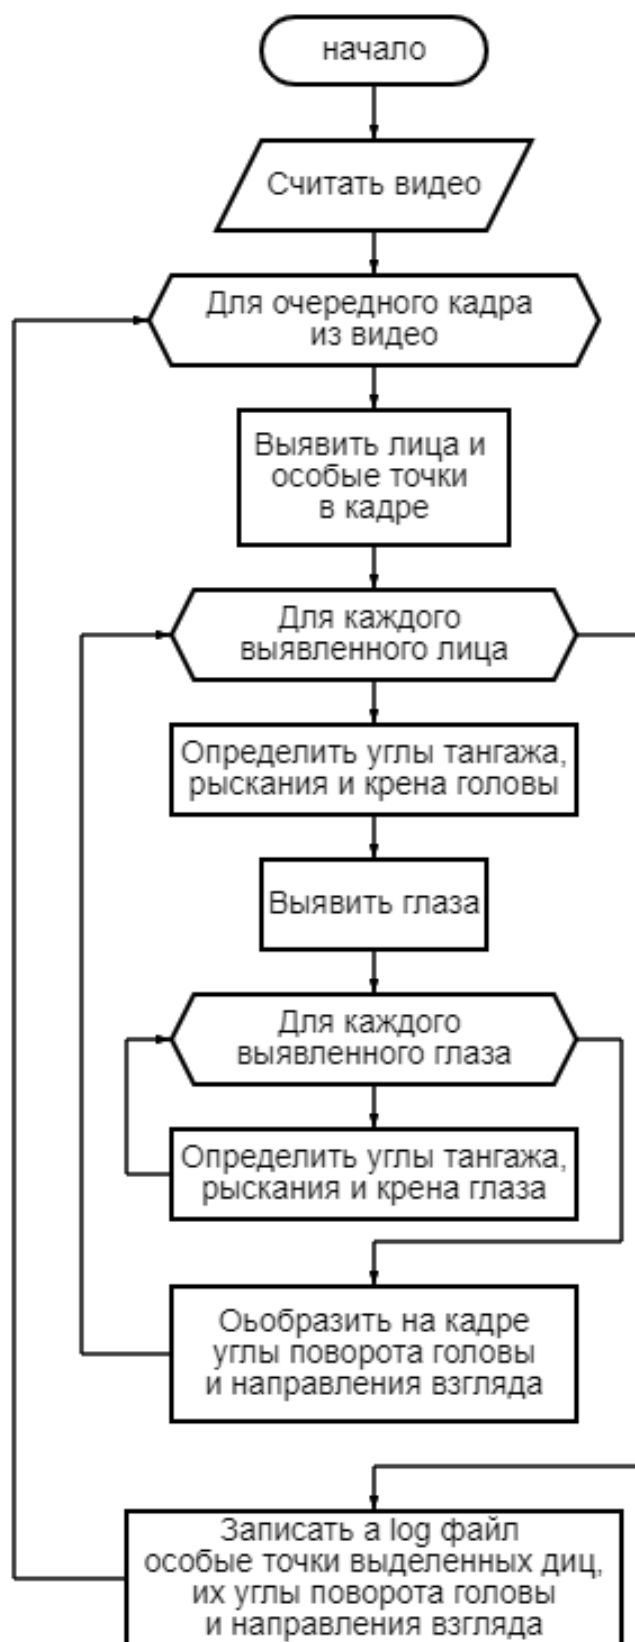 начало
Считать видео
Для очередного кадра
из видео
Выявить лица и
особые точки
в кадре
Для каждого
выявленного лица
Определить углы тангажа,
рыскания и крена головы
Выявить глаза
Для каждого
выявленного глаза
Определить углы тангажа,
рыскания и крена глаза
Оьобразить на кадре
углы поворота головы
и направления взгляда
Записать а log файл
особые точки выделенных диц,
их углы поворота головы
и направления взгляда